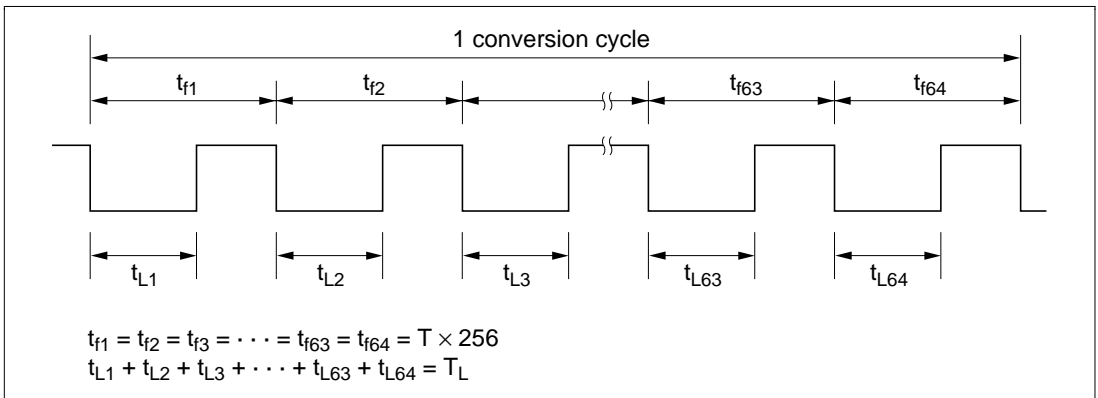 1 conversion cycle
tf1 tf2 tf63 tf64
tL1 tL2 tL3 tL63 tL64
tf1 = tf2 = tf3 = · · · = tf63 = tf64 = T × 256
tL1 + tL2 + tL3 + · · · + tL63 + tL64 = TL